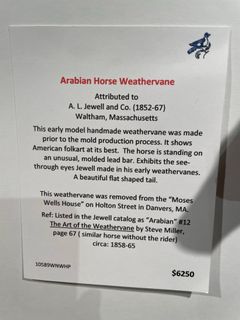 Arabian Horse Weathervane
Attributed to
A. L. Jewell and Co. (1852-67)
Waltham, Massachusetts
This early model handmade weathervane was made
prior to the mold production process. It shows
American folkart at its best. The horse is standing on
an unusual, molded lead bar. Exhibits the see-
through eyes Jewell made in his early weathervanes.
A beautiful flat shaped tail.
This weathervane was removed from the "Moses
Wells House" on Holton Street in Danvers, MA.
Ref: Listed in the Jewell catalog as "Arabian" #12
The Art of the Weathervane by Steve Miller,
page 67 ( similar horse without the rider)
circa: 1858-65
10589WNWHP
$6250